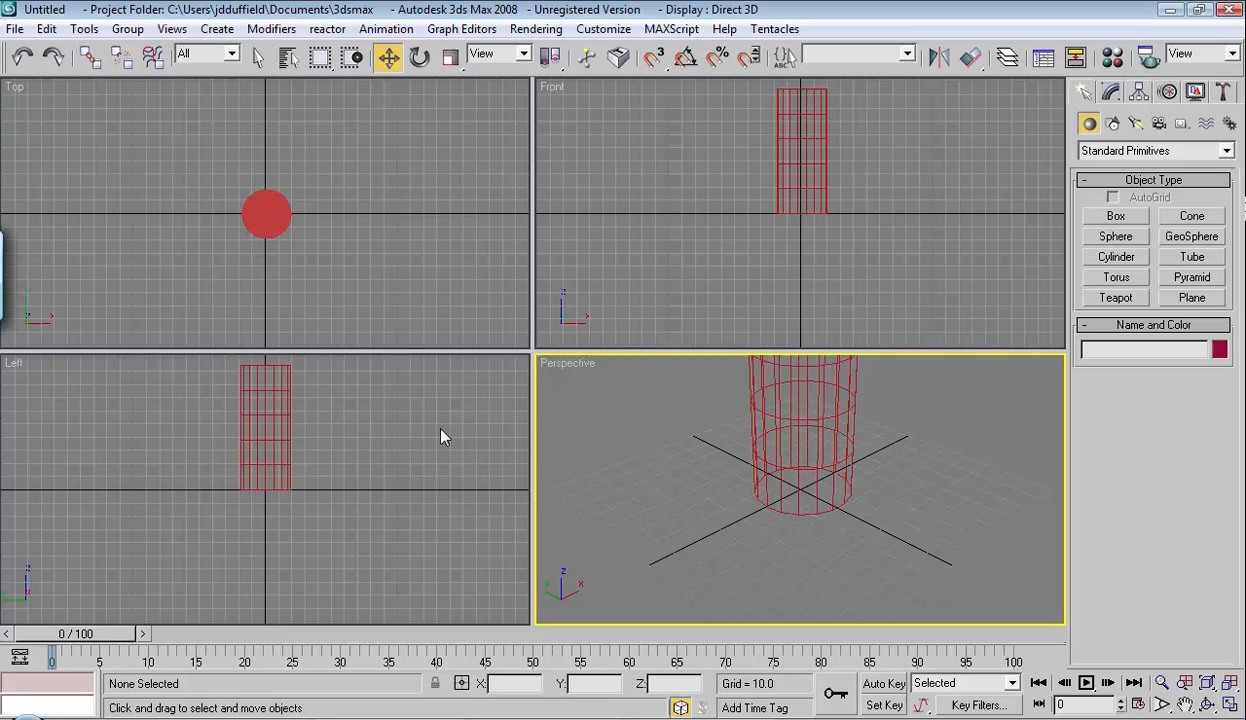 Untitled - Project Folder: C:\Users\jdduffield\Documents\3dsmax - Autodesk 3ds Max 2008 - Unregistered Version - Display : Direct 3D
File Edit Tools Group Views Create Modifiers reactor Animation Graph Editors Rendering Customize MAXScript Help Tentacles
All View View
Top
Front
Left
Perspective
Standard Primitives
- Object Type
AutoGrid
Box Cone
Sphere GeoSphere
Cylinder Tube
Torus Pyramid
Teapot Plane
- Name and Color
z x
z x
z
z x
< 0 / 100 >
0 5 10 15 20 25 30 35 40 45 50 55 60 65 70 75 80 85 90 95 100
None Selected X: Y: Z: Grid = 10.0 Auto Key Selected
Click and drag to select and move objects Add Time Tag Set Key Key Filters... 0